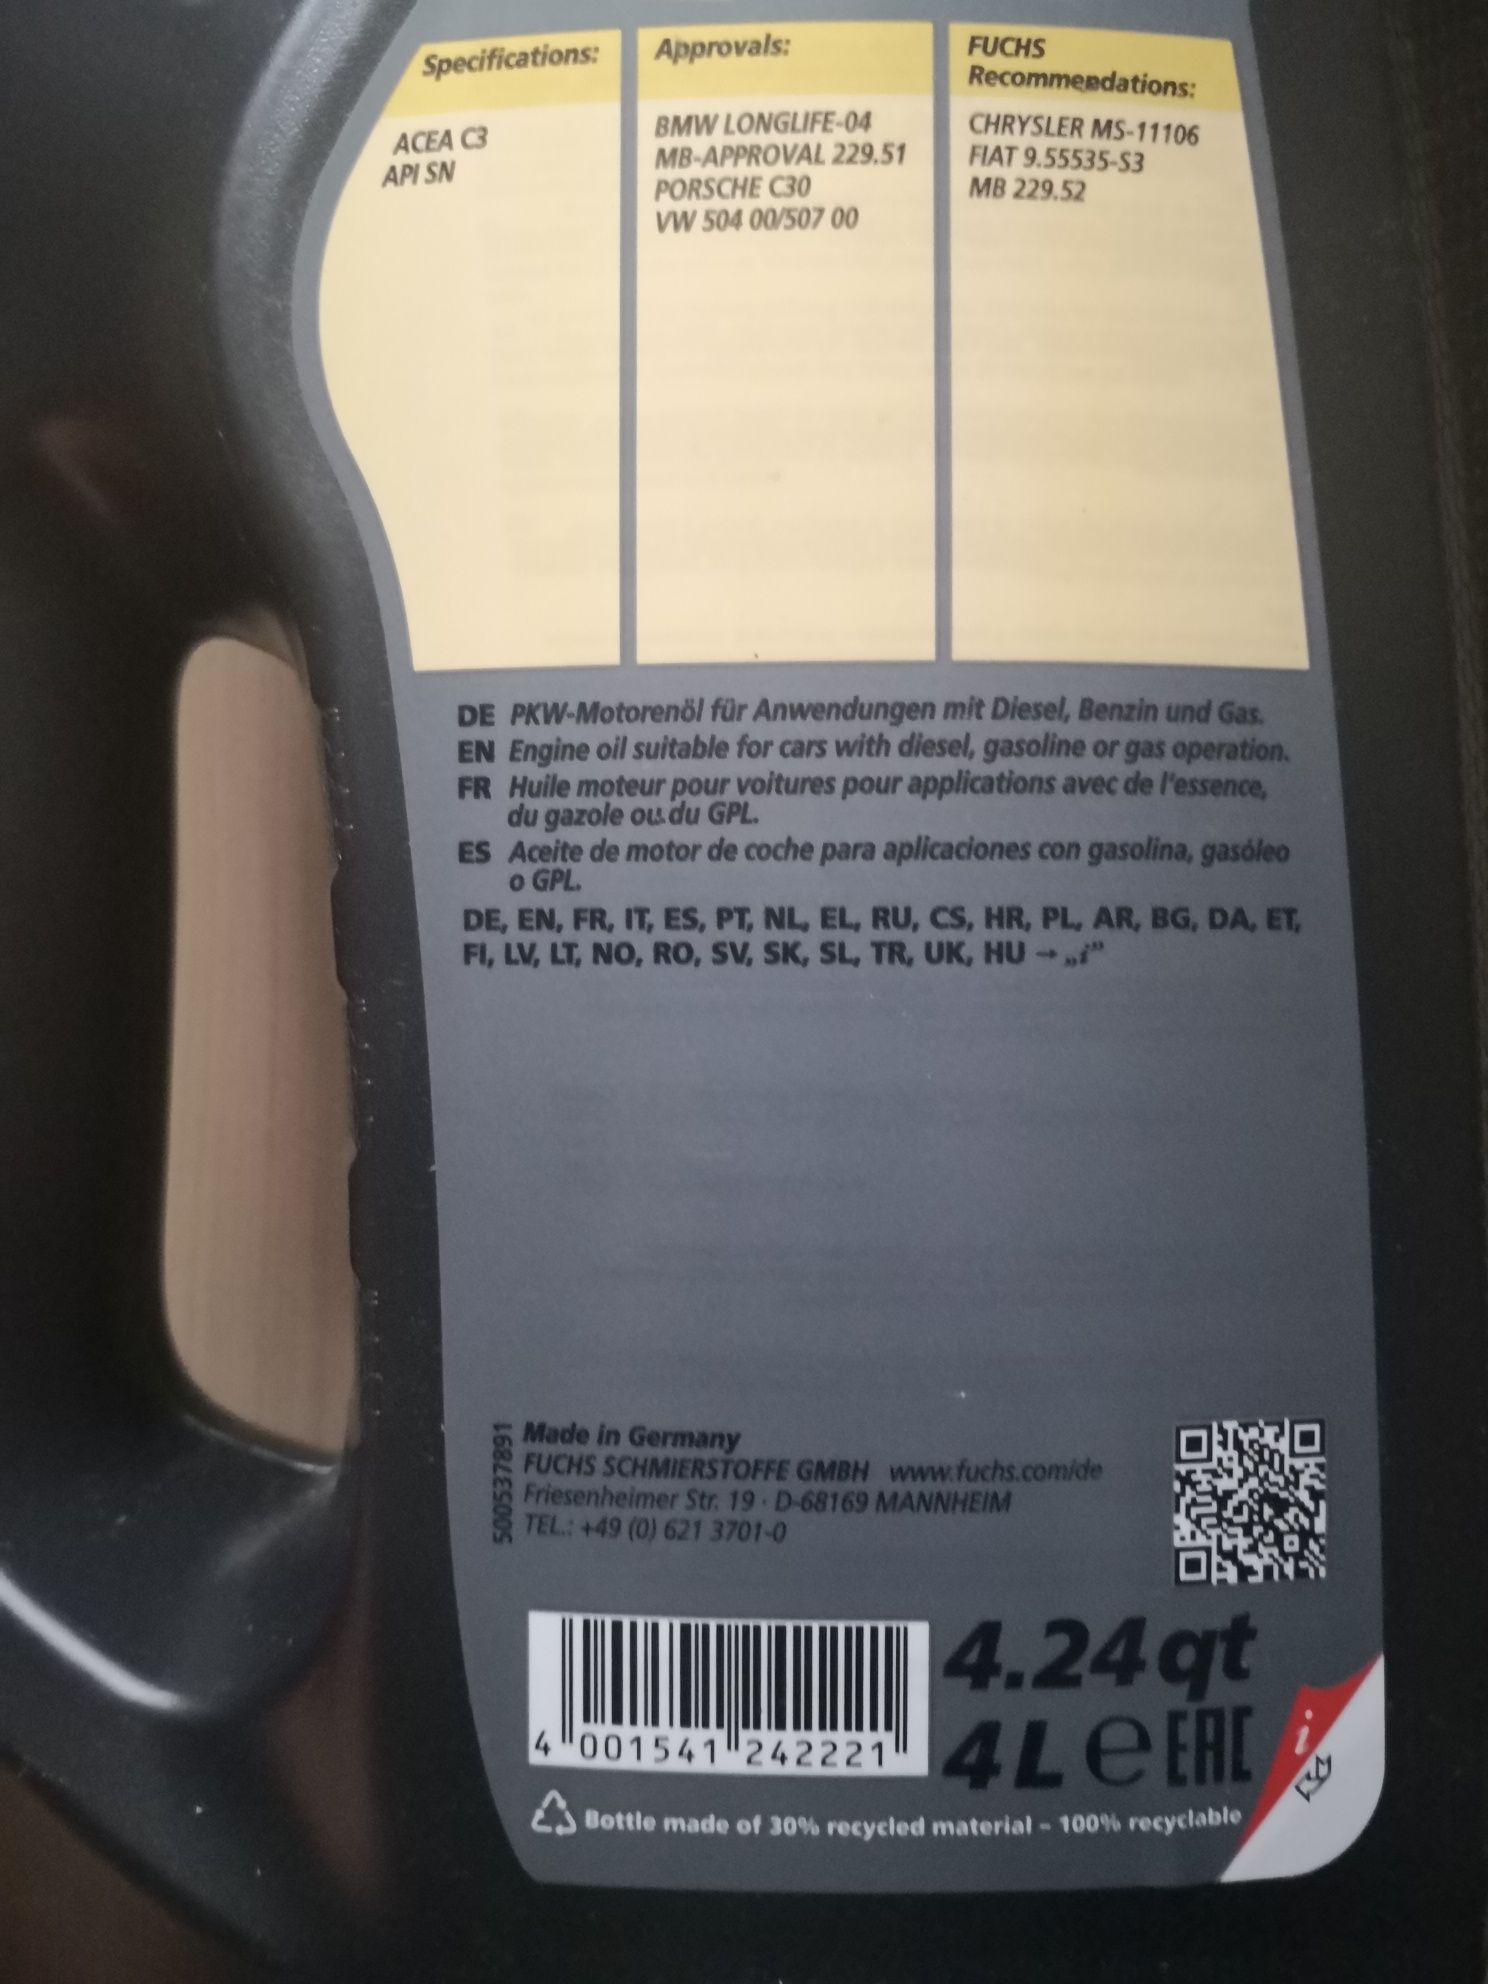 Specifications:
ACEA C3
API SN
Approvals:
BMW LONGLIFE-04
MB-APPROVAL 229.51
PORSCHE C30
VW 504 00/507 00
FUCHS
Recommendations:
CHRYSLER MS-11106
FIAT 9.55535-S3
MB 229.52
DE PKW-Motorenöl für Anwendungen mit Diesel, Benzin und Gas.
EN Engine oil suitable for cars with diesel, gasoline or gas operation.
FR Huile moteur pour voitures pour applications avec de l'essence,
du gazole ou du GPL.
ES Aceite de motor de coche para aplicaciones con gasolina, gasóleo
o GPL.
DE, EN, FR, IT, ES, PT, NL, EL, RU, CS, HR, PL, AR, BG, DA, ET,
FI, LV, LT, NO, RO, SV, SK, SL, TR, UK, HU → „i”
5005378 91
Made in Germany
FUCHS SCHMIERSTOFFE GMBH www.fuchs.com/de
Friesenheimer Str. 19 · D-68169 MANNHEIM
TEL.: +49 (0) 621 3701-0
4 001541 242221
4.24 qt
4 L e EAC
i
Bottle made of 30% recycled material – 100% recyclable